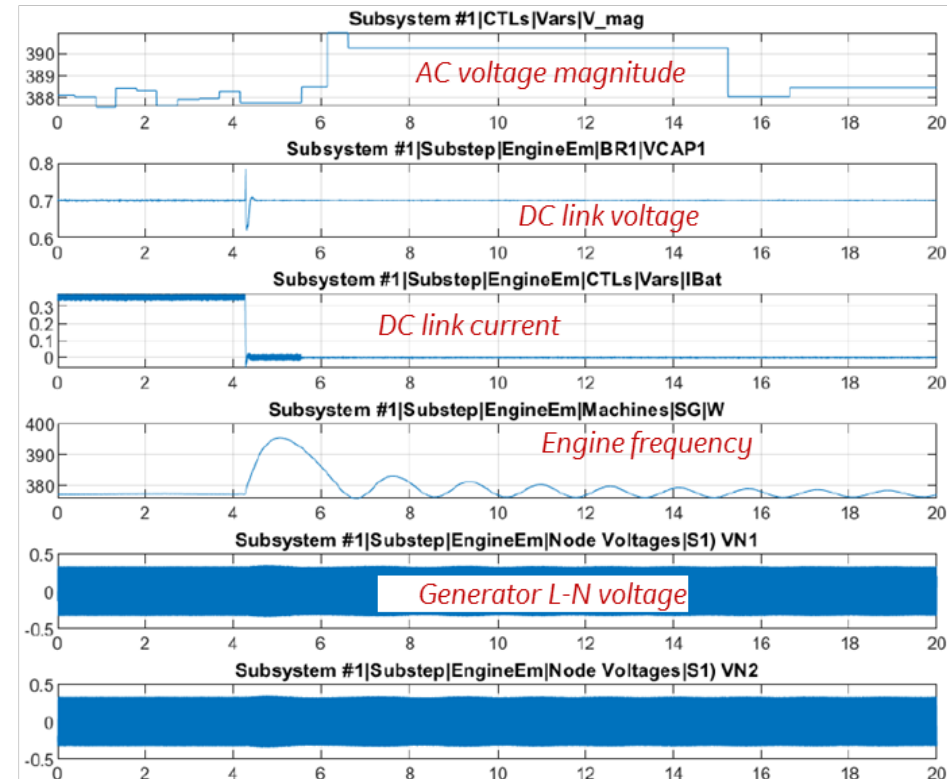 Subsystem #1|CTLs|Vars|V_mag
390
389
388
AC voltage magnitude
0 2 4 6 8 10 12 14 16 18 20
Subsystem #1|Substep|EngineEm|BR1|VCAP1
0.8
0.7
0.6
DC link voltage
0 2 4 6 8 10 12 14 16 18 20
Subsystem #1|Substep|EngineEm|CTLs|Vars|IBat
0.3
0.2
0.1
0
DC link current
0 2 4 6 8 10 12 14 16 18 20
Subsystem #1|Substep|EngineEm|Machines|SG|W
400
390
380
Engine frequency
0 2 4 6 8 10 12 14 16 18 20
Subsystem #1|Substep|EngineEm|Node Voltages|S1) VN1
0.5
0
-0.5
Generator L-N voltage
0 2 4 6 8 10 12 14 16 18 20
Subsystem #1|Substep|EngineEm|Node Voltages|S1) VN2
0.5
0
-0.5
0 2 4 6 8 10 12 14 16 18 20